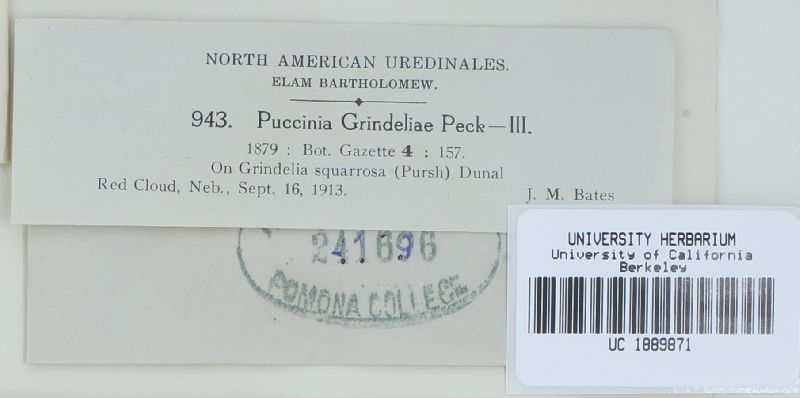 NORTH AMERICAN UREDINALES.
ELAM BARTHOLOMEW.
943. Puccinia Grindeliae Peck—III.
1879 : Bot. Gazette 4 : 157.
On Grindelia squarrosa (Pursh) Dunal
Red Cloud, Neb., Sept. 16, 1913.
J. M. Bates
241696
POMONA COLLEGE
UNIVERSITY HERBARIUM
University of California
Berkeley
UC 1889871